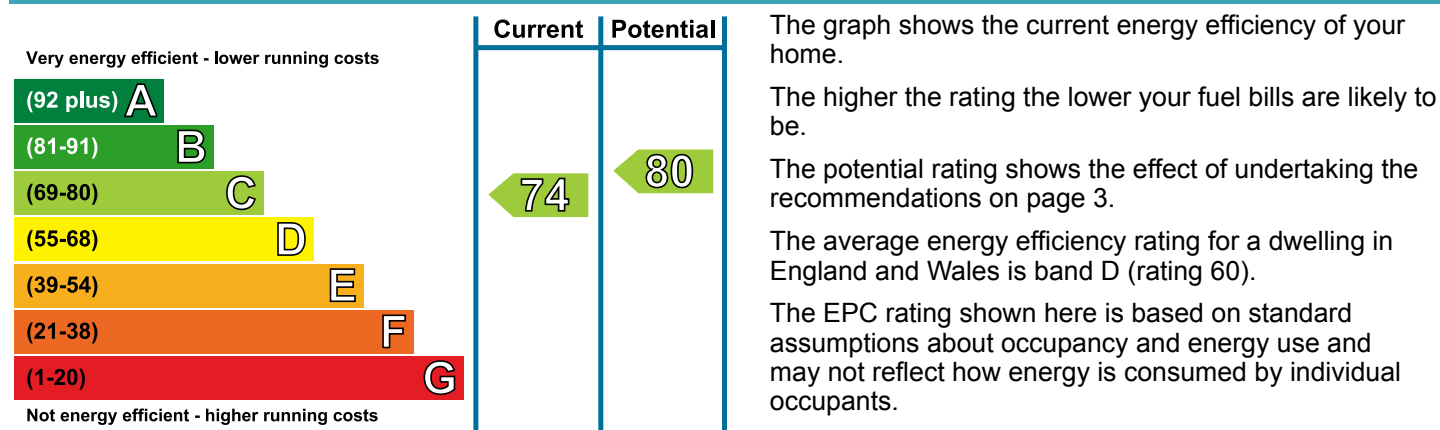 Current Potential
Very energy efficient - lower running costs
(92 plus) A
(81-91) B
(69-80) C
(55-68) D
(39-54) E
(21-38) F
(1-20) G
Not energy efficient - higher running costs
74
80
The graph shows the current energy efficiency of your
home.
The higher the rating the lower your fuel bills are likely to
be.
The potential rating shows the effect of undertaking the
recommendations on page 3.
The average energy efficiency rating for a dwelling in
England and Wales is band D (rating 60).
The EPC rating shown here is based on standard
assumptions about occupancy and energy use and
may not reflect how energy is consumed by individual
occupants.